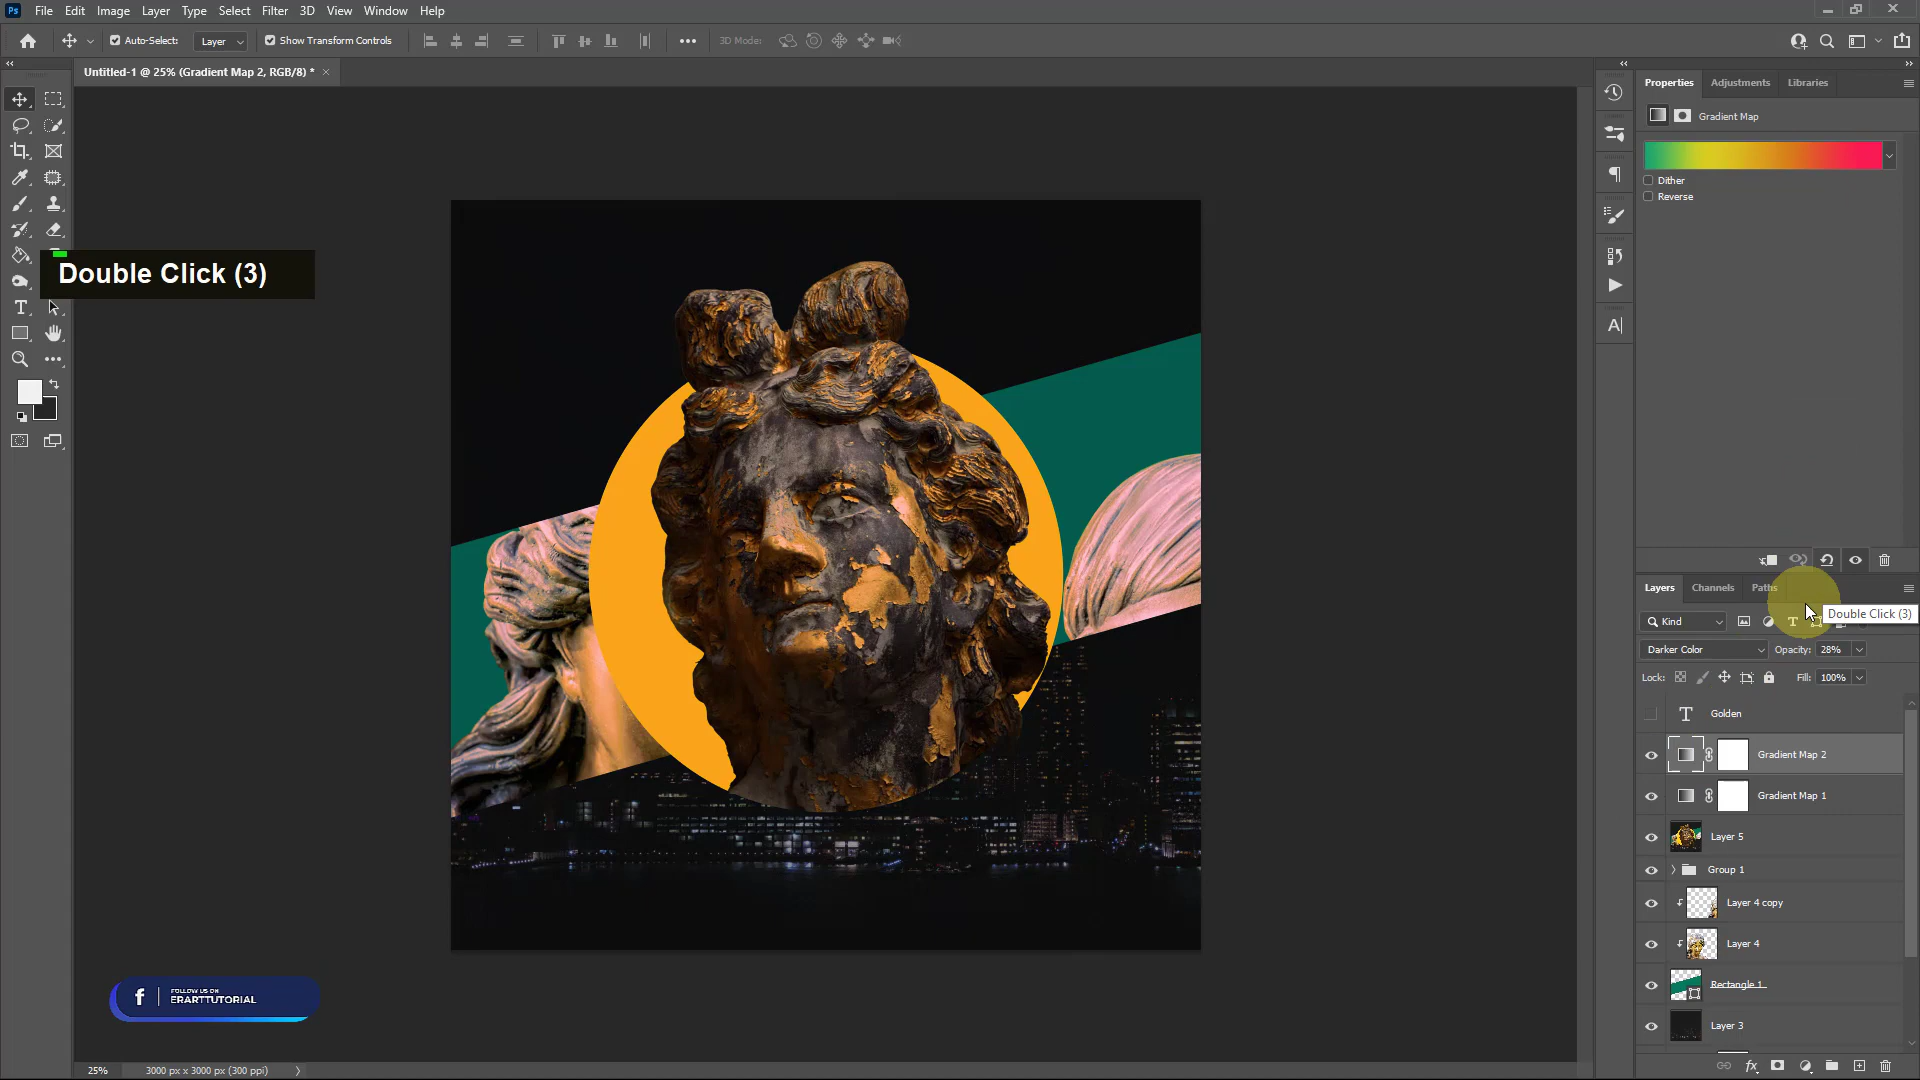 Ps File Edit Image Layer Type Select Filter 3D View Window Help
Auto-Select: Layer Show Transform Controls 3D Mode:
Untitled-1 @ 25% (Gradient Map 2, RGB/8) *
Properties Adjustments Libraries
Gradient Map
Dither
Reverse
Double Click (3)
Layers Channels Paths
Double Click (3)
Kind
Darker Color Opacity: 28%
Lock: Fill: 100%
Golden
Gradient Map 2
Gradient Map 1
Layer 5
Group 1
Layer 4 copy
Layer 4
Rectangle 1
Layer 3
f FOLLOW US ON
ERARTTUTORIAL
25% 3000 px x 3000 px (300 ppi)